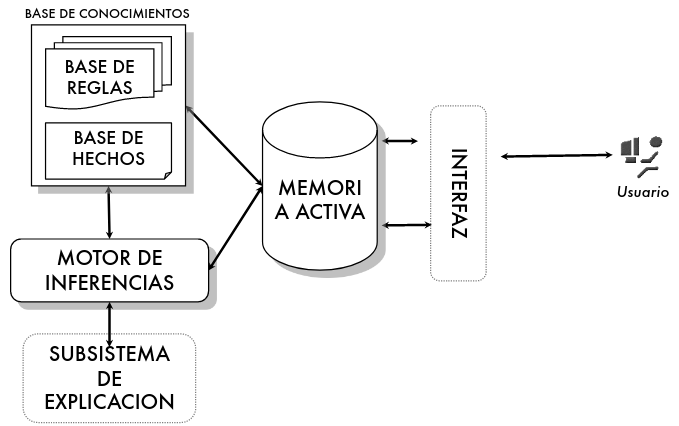 BASE DE CONOCIMIENTOS
BASE DE
REGLAS
BASE DE
HECHOS
MEMORI
A ACTIVA
INTERFAZ
Usuario
MOTOR DE
INFERENCIAS
SUBSISTEMA
DE
EXPLICACION